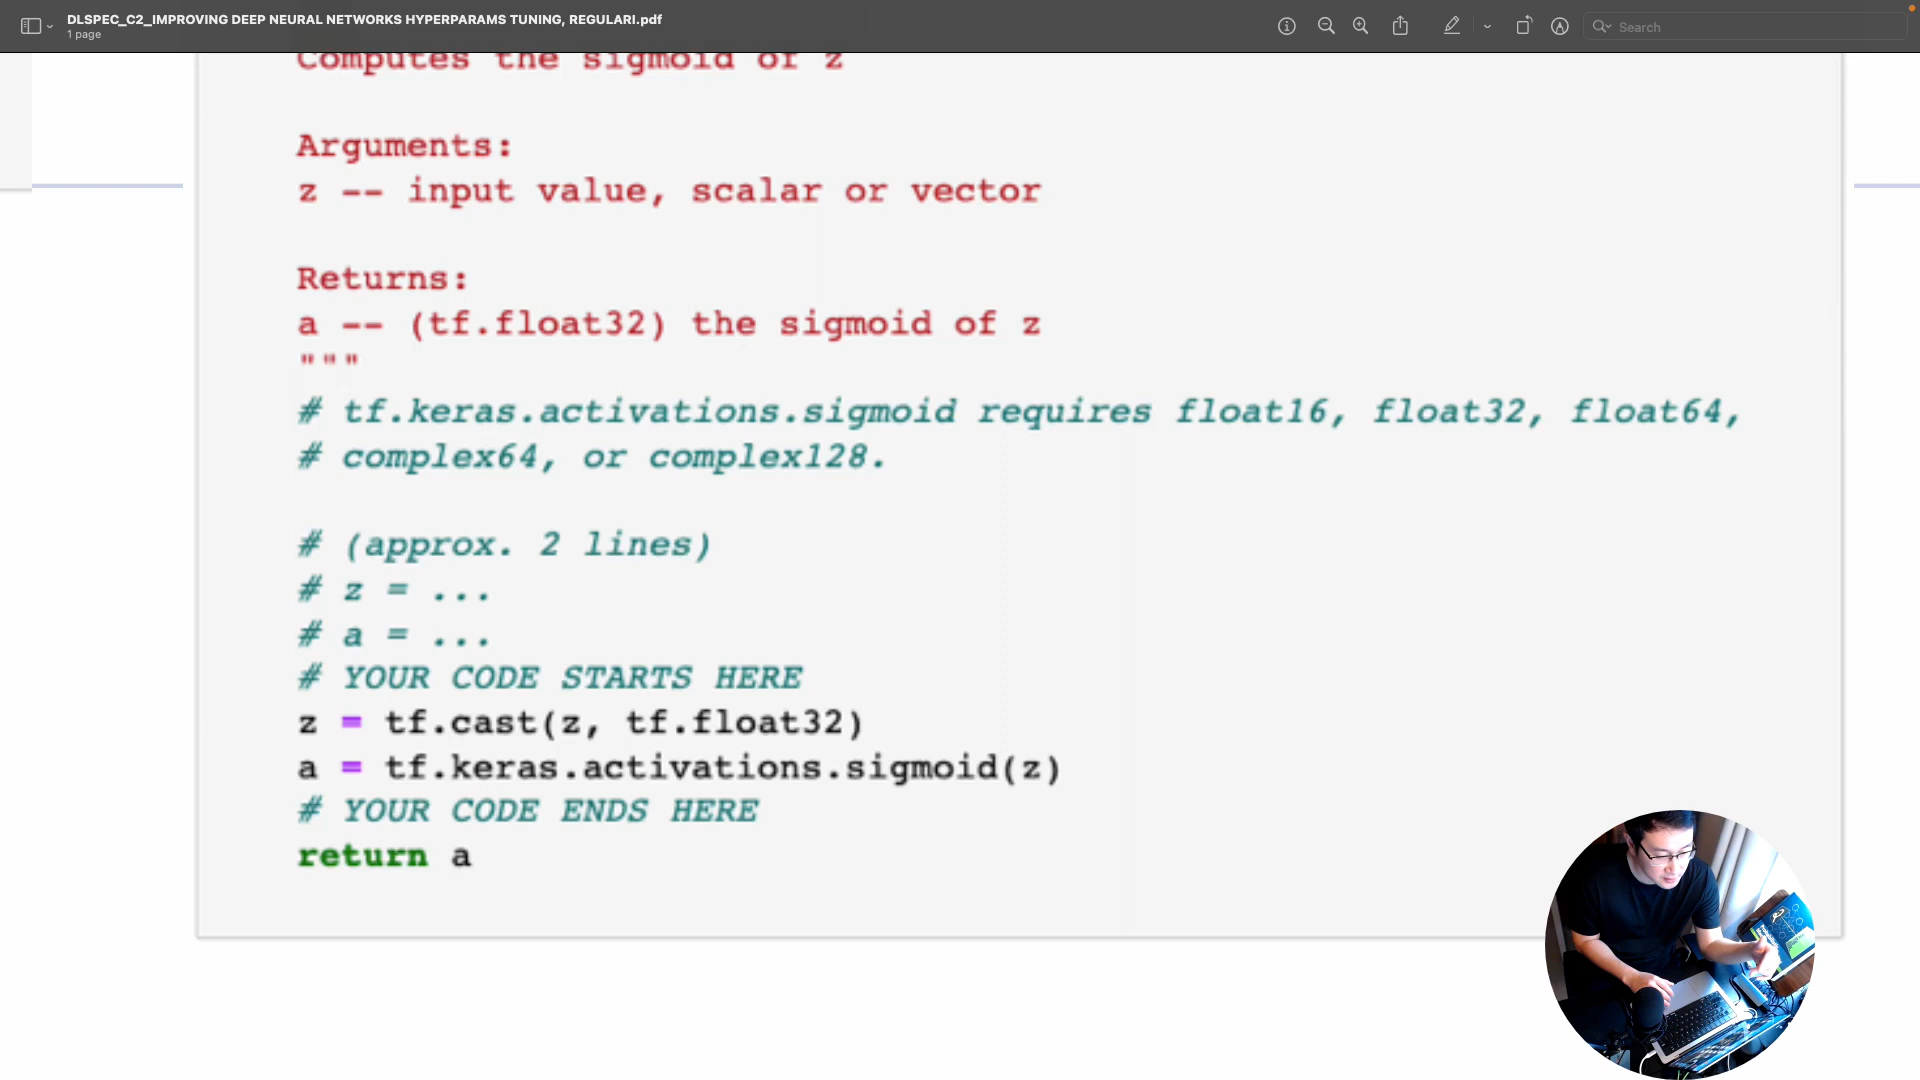 DLSPEC_C2_IMPROVING DEEP NEURAL NETWORKS HYPERPARAMS TUNING, REGULARI.pdf
1 page
Search
Computes the sigmoid of z
Arguments:
z -- input value, scalar or vector
Returns:
a -- (tf.float32) the sigmoid of z
"""
# tf.keras.activations.sigmoid requires float16, float32, float64,
# complex64, or complex128.
# (approx. 2 lines)
# z = ...
# a = ...
# YOUR CODE STARTS HERE
z = tf.cast(z, tf.float32)
a = tf.keras.activations.sigmoid(z)
# YOUR CODE ENDS HERE
return a